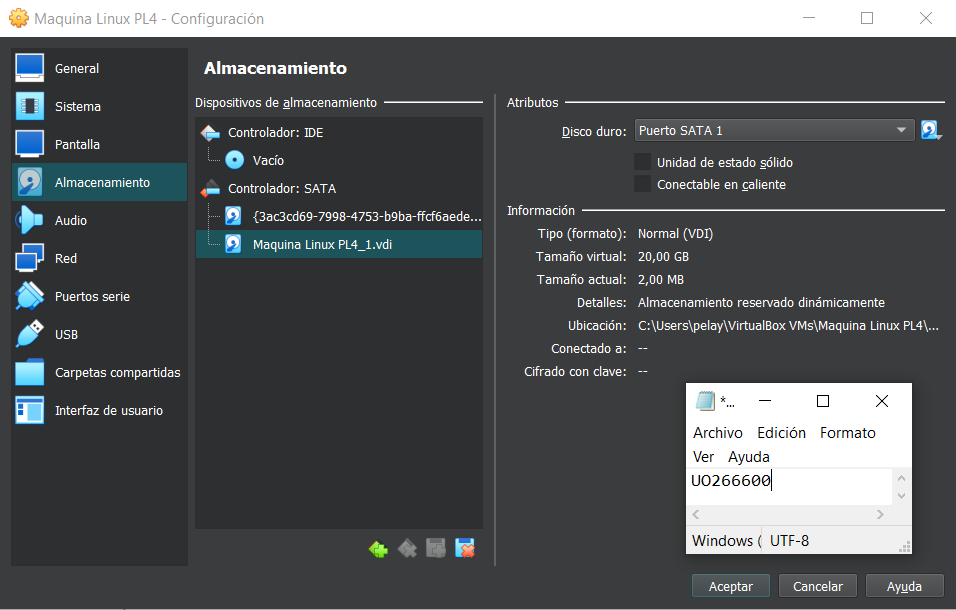 Maquina Linux PL4 - Configuración
General
Sistema
Pantalla
Almacenamiento
Audio
Red
Puertos serie
USB
Carpetas compartidas
Interfaz de usuario
Almacenamiento
Dispositivos de almacenamiento
Controlador: IDE
Vacío
Controlador: SATA
{3ac3cd69-7998-4753-b9ba-ffcf6aede...
Maquina Linux PL4_1.vdi
Atributos
Disco duro: Puerto SATA 1
Unidad de estado sólido
Conectable en caliente
Información
Tipo (formato): Normal (VDI)
Tamaño virtual: 20,00 GB
Tamaño actual: 2,00 MB
Detalles: Almacenamiento reservado dinámicamente
Ubicación: C:\Users\pelay\VirtualBox VMs\Maquina Linux PL4\...
Conectado a: --
Cifrado con clave: --
*...
Archivo Edición Formato
Ver Ayuda
UO266600
Windows ( UTF-8
Aceptar Cancelar Ayuda